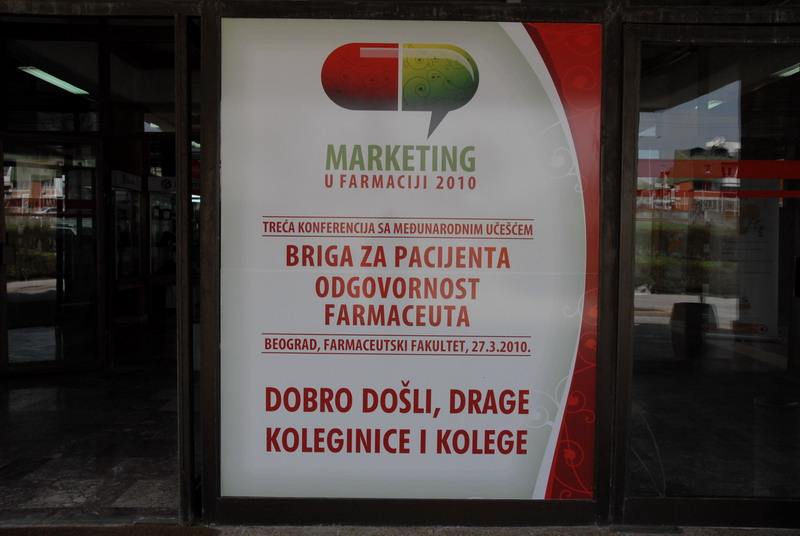 MARKETING
U FARMACIJI 2010
TREĆA KONFERENCIJA SA MEĐUNARODNIM UČEŠĆEM
BRIGA ZA PACIJENTA
ODGOVORNOST
FARMACEUTA
BEOGRAD, FARMACEUTSKI FAKULTET, 27.3.2010.
DOBRO DOŠLI, DRAGE
KOLEGINICE I KOLEGE